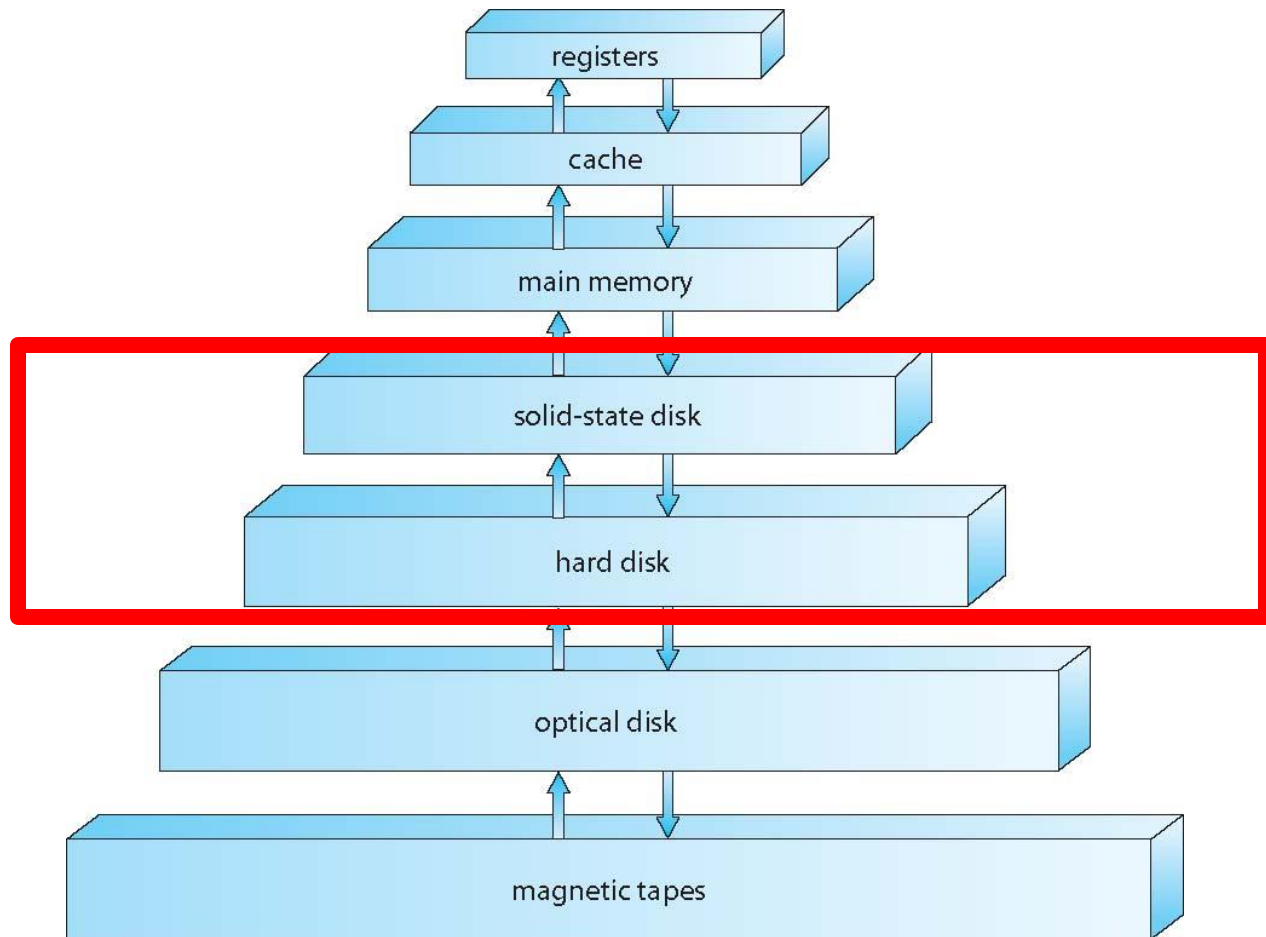 registers
cache
main memory
solid-state disk
hard disk
optical disk
magnetic tapes